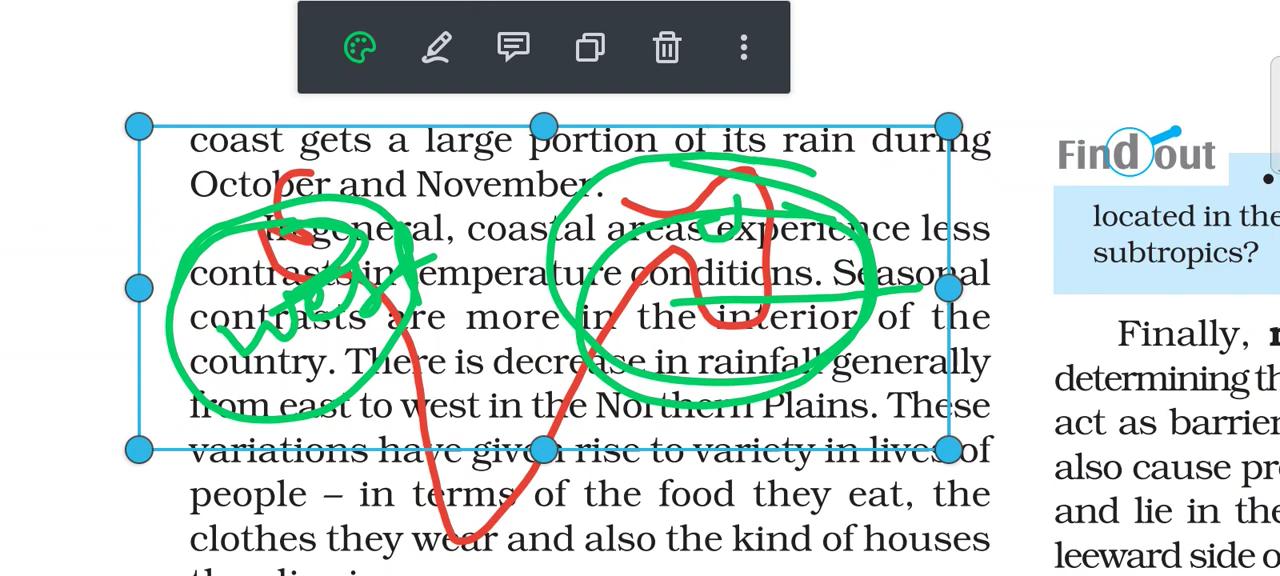 coast gets a large portion of its rain during
October and November.
In general, coastal areas experience less
contrasts in temperature conditions. Seasonal
contrasts are more in the interior of the
country. There is decrease in rainfall generally
from east to west in the Northern Plains. These
variations have given rise to variety in lives of
people – in terms of the food they eat, the
clothes they wear and also the kind of houses
west
Find out
located in the
subtropics?
Finally,
determining th
act as barrier
also cause pr
and lie in the
leeward side o